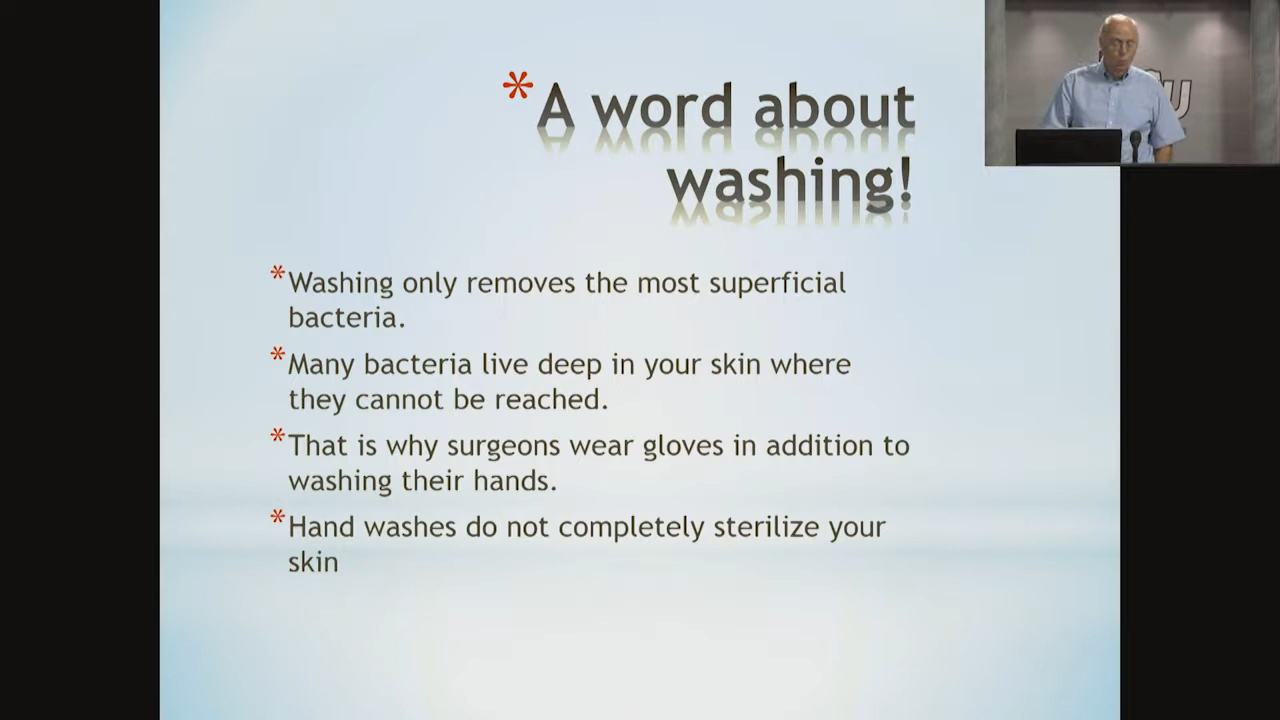 *A word about
washing!
*Washing only removes the most superficial
bacteria.
*Many bacteria live deep in your skin where
they cannot be reached.
*That is why surgeons wear gloves in addition to
washing their hands.
*Hand washes do not completely sterilize your
skin